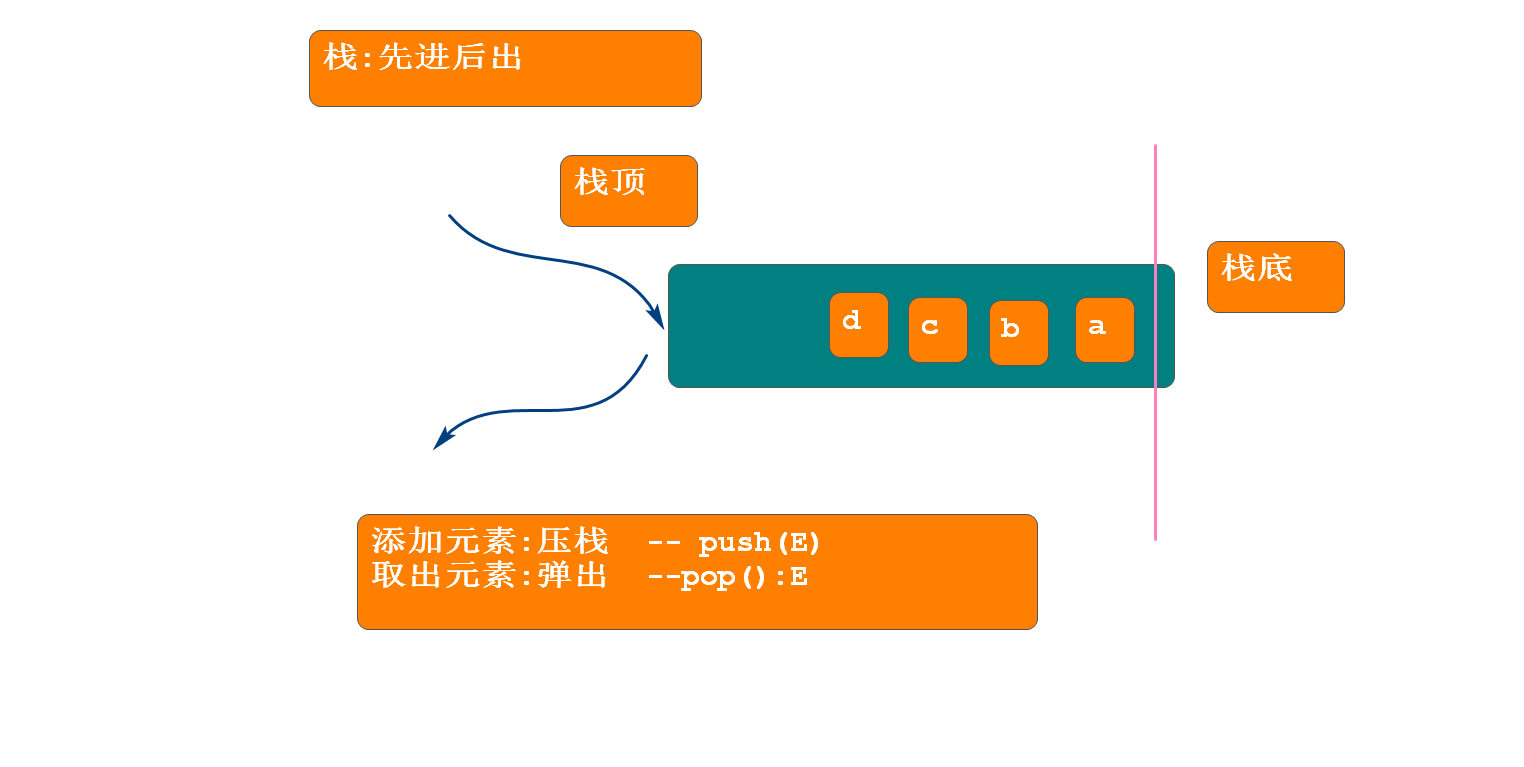 栈:先进后出
栈顶
栈底
d
c
b
a
添加元素:压栈  -- push(E)
取出元素:弹出  --pop():E